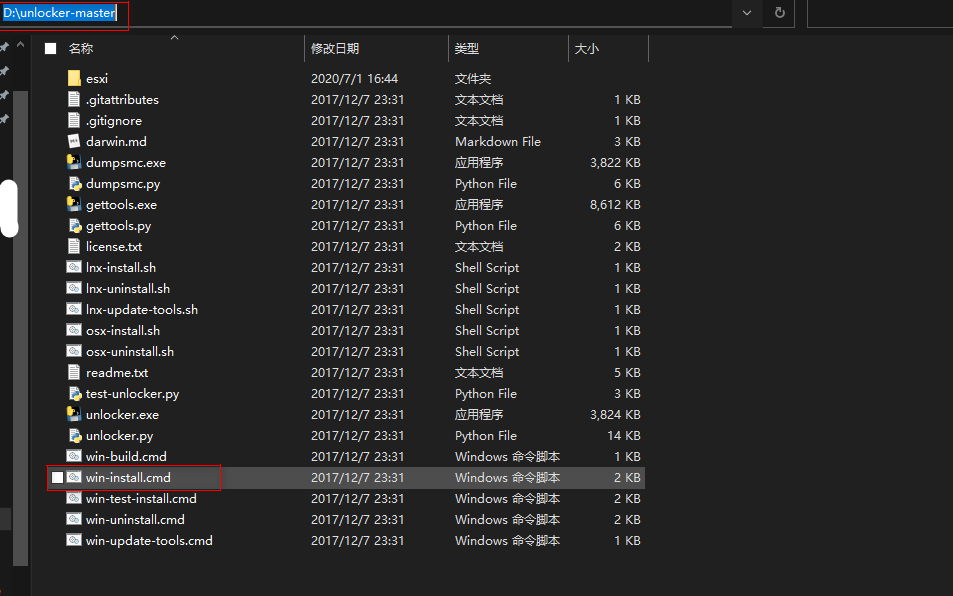 D:\unlocker-master
名称 修改日期 类型 大小
esxi 2020/7/1 16:44 文件夹
.gitattributes 2017/12/7 23:31 文本文档 1 KB
.gitignore 2017/12/7 23:31 文本文档 1 KB
darwin.md 2017/12/7 23:31 Markdown File 3 KB
dumpsmc.exe 2017/12/7 23:31 应用程序 3,822 KB
dumpsmc.py 2017/12/7 23:31 Python File 6 KB
gettools.exe 2017/12/7 23:31 应用程序 8,612 KB
gettools.py 2017/12/7 23:31 Python File 6 KB
license.txt 2017/12/7 23:31 文本文档 2 KB
lnx-install.sh 2017/12/7 23:31 Shell Script 1 KB
lnx-uninstall.sh 2017/12/7 23:31 Shell Script 1 KB
lnx-update-tools.sh 2017/12/7 23:31 Shell Script 1 KB
osx-install.sh 2017/12/7 23:31 Shell Script 1 KB
osx-uninstall.sh 2017/12/7 23:31 Shell Script 1 KB
readme.txt 2017/12/7 23:31 文本文档 5 KB
test-unlocker.py 2017/12/7 23:31 Python File 3 KB
unlocker.exe 2017/12/7 23:31 应用程序 3,824 KB
unlocker.py 2017/12/7 23:31 Python File 14 KB
win-build.cmd 2017/12/7 23:31 Windows 命令脚本 1 KB
win-install.cmd 2017/12/7 23:31 Windows 命令脚本 2 KB
win-test-install.cmd 2017/12/7 23:31 Windows 命令脚本 2 KB
win-uninstall.cmd 2017/12/7 23:31 Windows 命令脚本 2 KB
win-update-tools.cmd 2017/12/7 23:31 Windows 命令脚本 1 KB